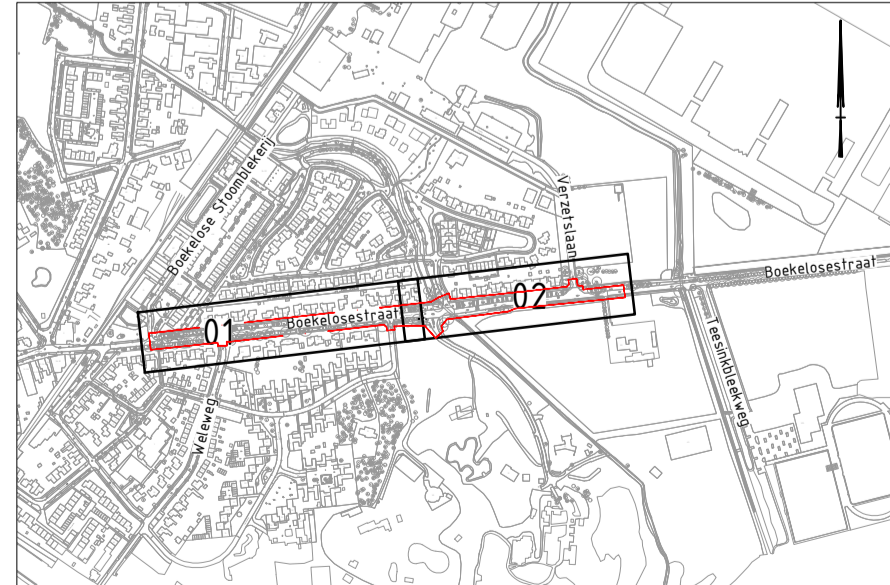 Boekelose Stoomblekerij
Verzetslaan
Boekelosestraat
02
Boekelosestraat
01
Teesinkbleekweg
Weleweg